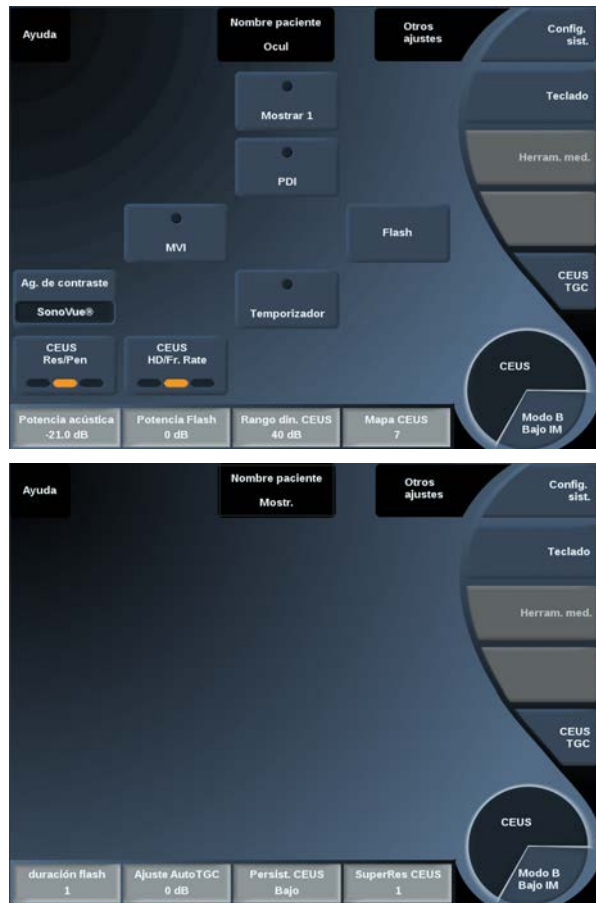 Ayuda
Nombre paciente
Ocul
Otros
ajustes
Config.
sist.
Teclado
Mostrar 1
Herram. med.
PDI
MVI
Flash
Ag. de contraste
SonoVue®
Temporizador
CEUS
TGC
CEUS
Res/Pen
CEUS
HD/Fr. Rate
CEUS
Modo B
Bajo IM
Potencia acústica
-21.0 dB
Potencia Flash
0 dB
Rango din. CEUS
40 dB
Mapa CEUS
7
Ayuda
Nombre paciente
Mostr.
Otros
ajustes
Config.
sist.
Teclado
Herram. med.
CEUS
TGC
CEUS
Modo B
Bajo IM
duración flash
1
Ajuste AutoTGC
0 dB
Persist. CEUS
Bajo
SuperRes CEUS
1